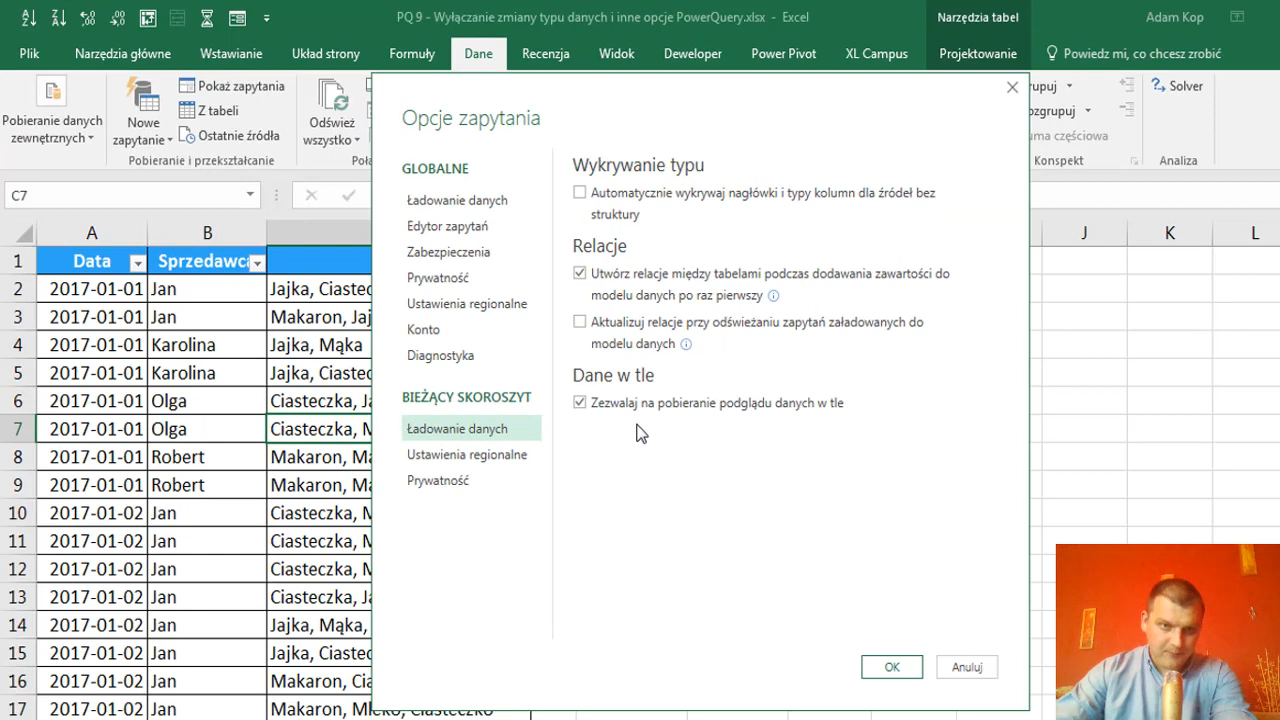 PQ 9 - Wyłączanie zmiany typu danych i inne opcje PowerQuery.xlsx - Excel
Narzędzia tabel
Adam Kop
Plik
Narzędzia główne
Wstawianie
Układ strony
Formuły
Dane
Recenzja
Widok
Deweloper
Power Pivot
XL Campus
Projektowanie
Powiedz mi, co chcesz zrobić
Pobieranie danych
zewnętrznych
Nowe
zapytanie
Pokaż zapytania
Z tabeli
Ostatnie źródła
Pobieranie i przekształcanie
Odśwież
wszystko
Poł
rupuj
ozgrupuj
uma częściowa
Konspekt
Solver
Analiza
C7
Opcje zapytania
GLOBALNE
Ładowanie danych
Edytor zapytań
Zabezpieczenia
Prywatność
Ustawienia regionalne
Konto
Diagnostyka
BIEŻĄCY SKOROSZYT
Ładowanie danych
Ustawienia regionalne
Prywatność
Wykrywanie typu
Automatycznie wykrywaj nagłówki i typy kolumn dla źródeł bez
struktury
Relacje
Utwórz relacje między tabelami podczas dodawania zawartości do
modelu danych po raz pierwszy
Aktualizuj relacje przy odświeżaniu zapytań załadowanych do
modelu danych
Dane w tle
Zezwalaj na pobieranie podglądu danych w tle
OK
Anuluj
A B J K L
1 Data Sprzedawca
2 2017-01-01 Jan Jajka, Ciastec
3 2017-01-01 Jan Makaron, Jaj
4 2017-01-01 Karolina Jajka, Mąka
5 2017-01-01 Karolina Jajka, Ciastec
6 2017-01-01 Olga Ciasteczka, Ja
7 2017-01-01 Olga Ciasteczka, M
8 2017-01-01 Robert Makaron, Ma
9 2017-01-01 Robert Makaron, Ma
10 2017-01-02 Jan Ciasteczka, M
11 2017-01-02 Jan Ciasteczka, M
12 2017-01-02 Jan Ciasteczka, M
13 2017-01-02 Jan Ciasteczka, Ja
14 2017-01-02 Jan Jajka, Mąka,
15 2017-01-02 Jan Jajka, Ciastec
16 2017-01-02 Jan Makaron, Cia
17 2017-01-02 Jan Makaron, Mleko, Ciasteczko